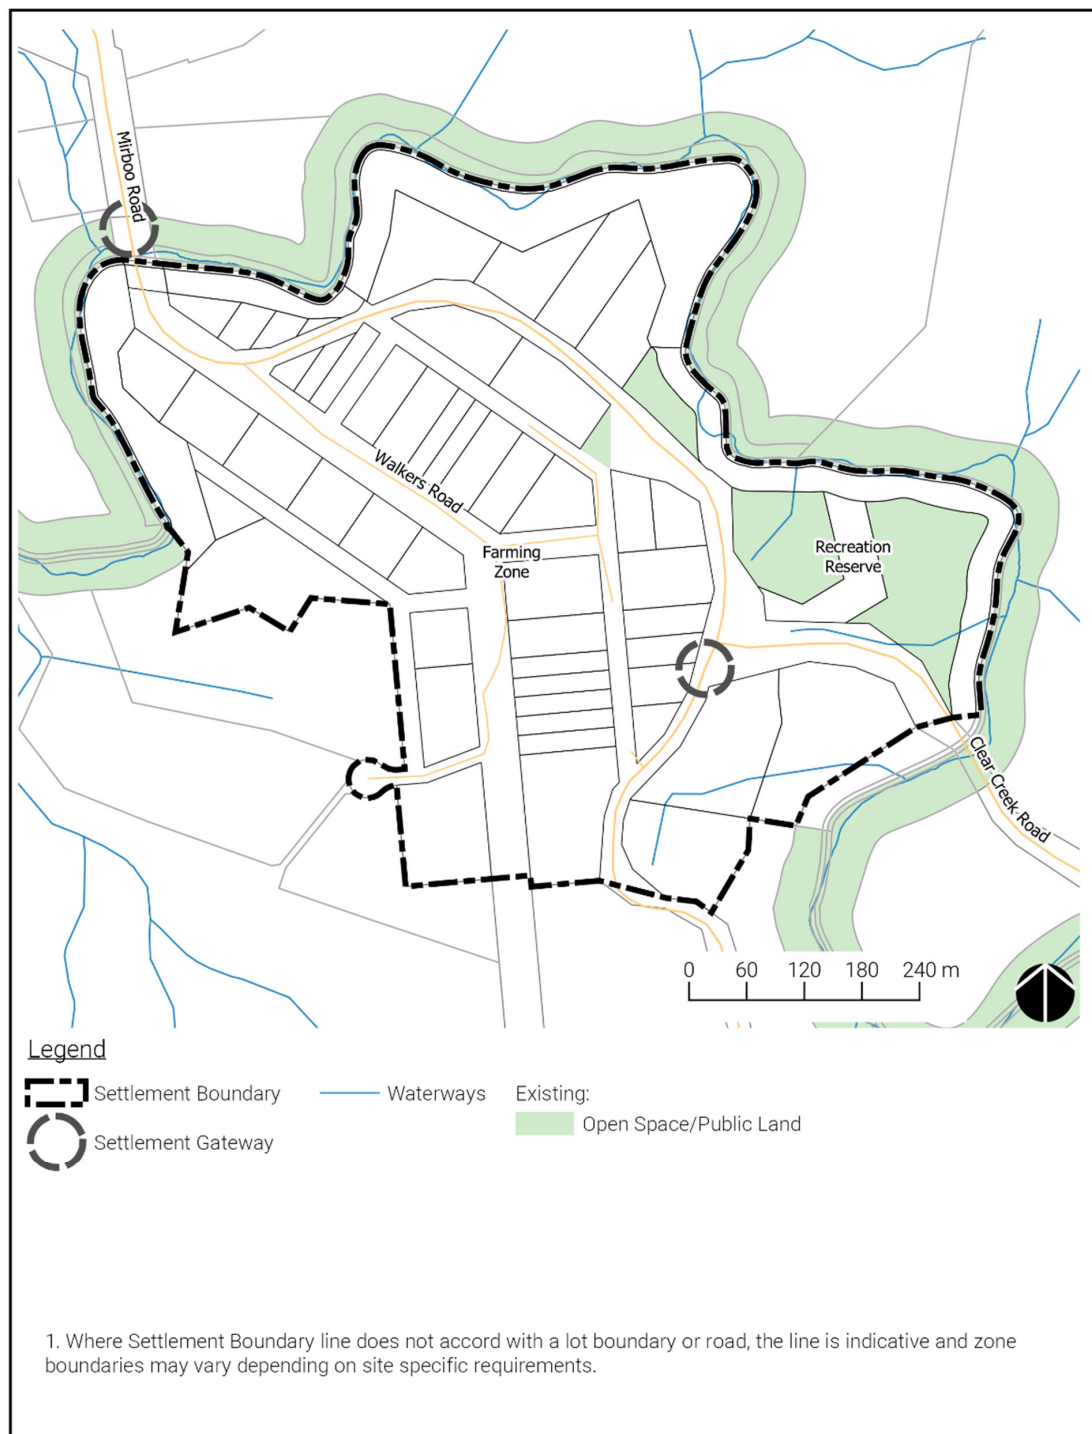 Mirboo Road
Walkers Road
Farming
Zone
Recreation
Reserve
Clear Creek Road
0 60 120 180 240 m
Legend
Settlement Boundary
Waterways
Existing:
Settlement Gateway
Open Space/Public Land
1. Where Settlement Boundary line does not accord with a lot boundary or road, the line is indicative and zone
boundaries may vary depending on site specific requirements.